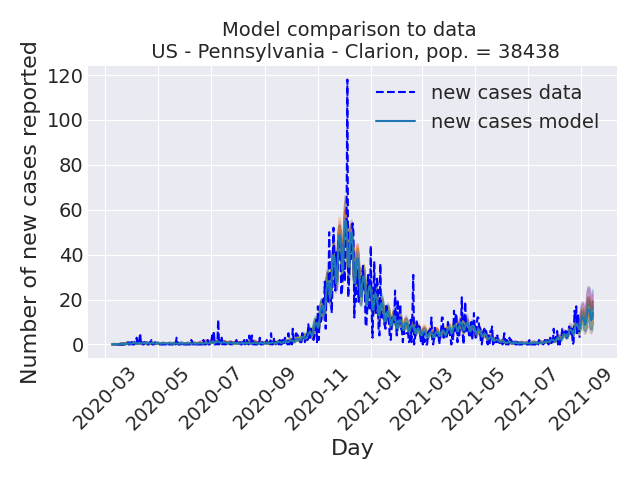 Model comparison to data
US - Pennsylvania - Clarion, pop. = 38438
Number of new cases reported
120
100
80
60
40
20
0
new cases data
new cases model
2020-03
2020-05
2020-07
2020-09
2020-11
2021-01
2021-03
2021-05
2021-07
2021-09
Day